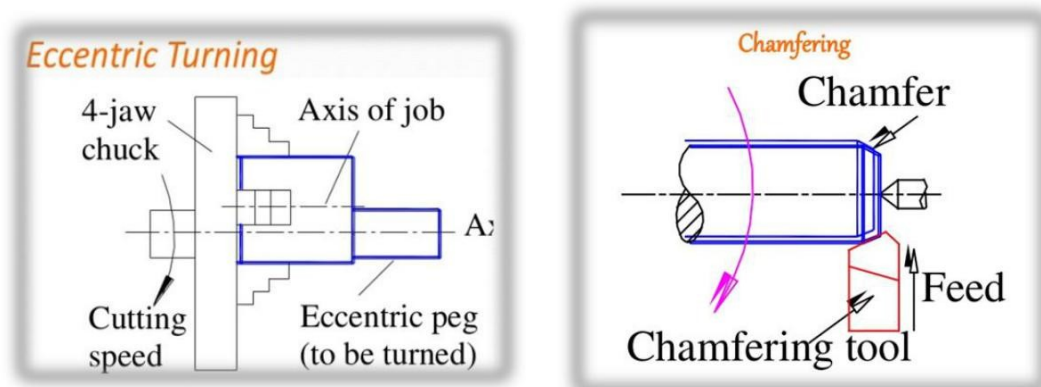 Eccentric Turning
4-jaw
chuck
Axis of job
Cutting
speed
Eccentric peg
(to be turned)
Chamfering
Chamfer
Feed
Chamfering tool